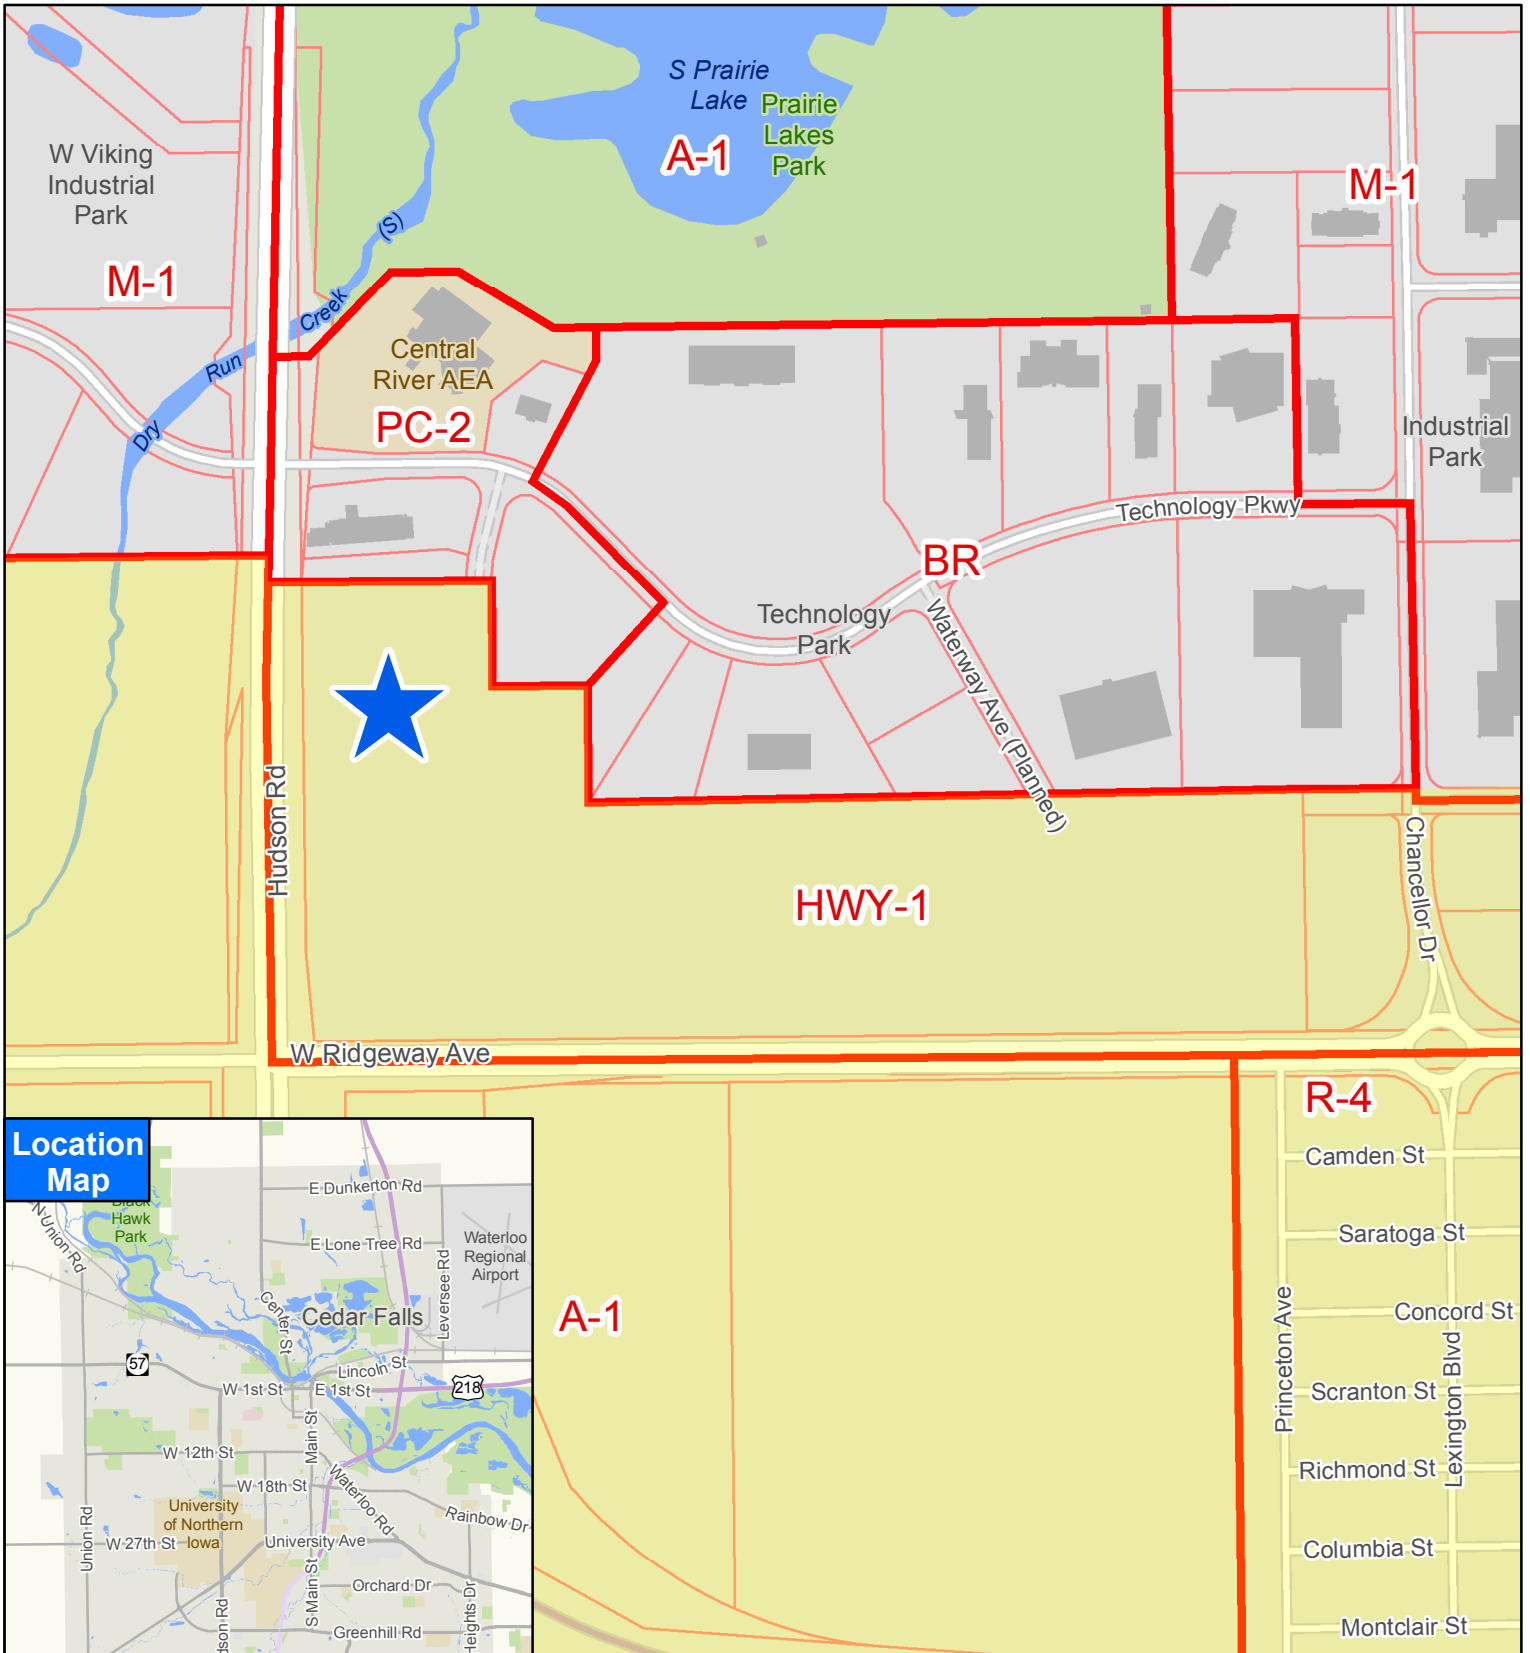 S Prairie
Lake
Prairie
Lakes
Park
A-1
W Viking
Industrial
Park
M-1
M-1
(S)
Creek
Run
Dry
Central
River AEA
PC-2
Industrial
Park
Technology Pkwy
BR
Technology
Park
Waterway Ave (Planned)
Hudson Rd
HWY-1
Chancellor Dr
W Ridgeway Ave
R-4
Camden St
Saratoga St
Concord St
Scranton St
Richmond St
Columbia St
Montclair St
Princeton Ave
Lexington Blvd
A-1
Location
Map
Black
Hawk
Park
N Union Rd
E Dunkerton Rd
E Lone Tree Rd
Waterloo
Regional
Airport
Leversee Rd
Center St
Cedar Falls
57
Lincoln St
W 1st St
E 1st St
218
Main St
W 12th St
W 18th St
Waterloo Rd
Rainbow Dr
University
of Northern
Iowa
Union Rd
W 27th St
University Ave
S Main St
Orchard Dr
Greenhill Rd
dson Rd
Heights Dr